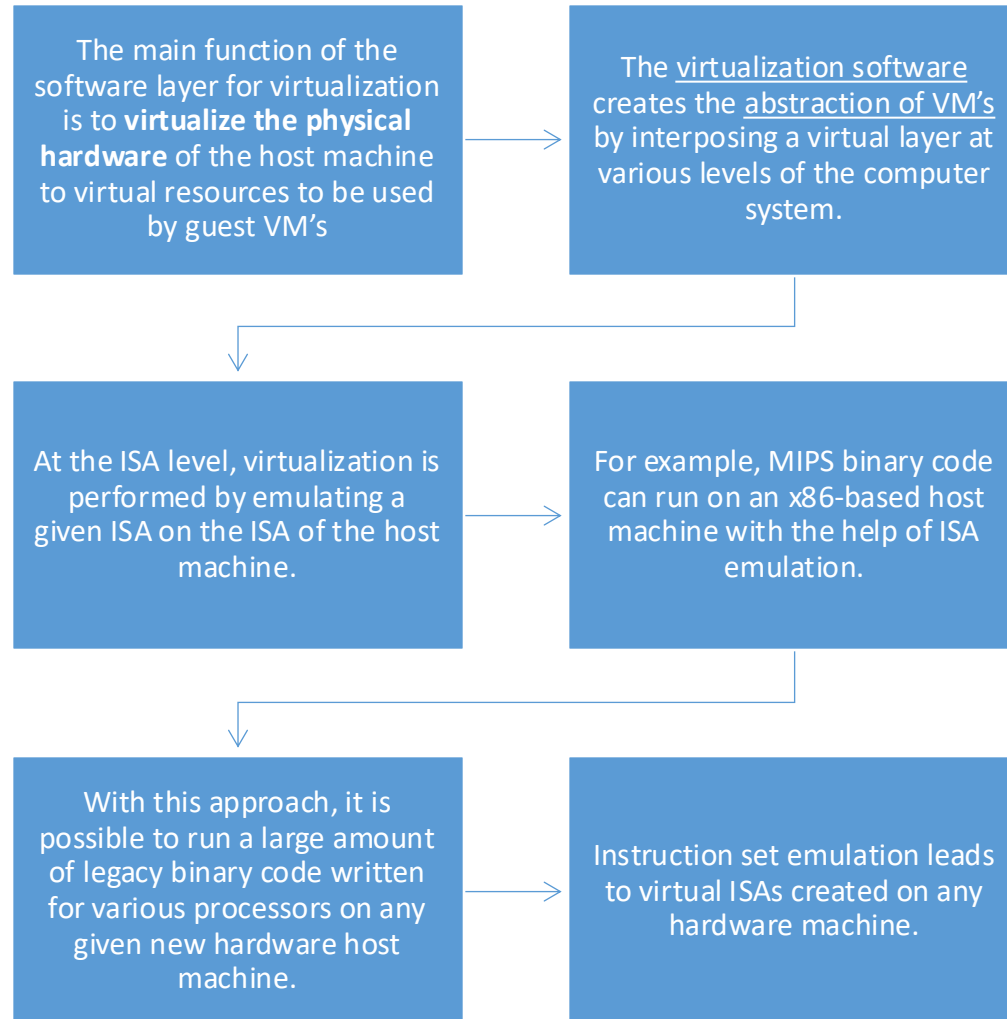 The main function of the
software layer for virtualization
is to virtualize the physical
hardware of the host machine
to virtual resources to be used
by guest VM’s
The virtualization software
creates the abstraction of VM’s
by interposing a virtual layer at
various levels of the computer
system.
At the ISA level, virtualization is
performed by emulating a
given ISA on the ISA of the host
machine.
For example, MIPS binary code
can run on an x86-based host
machine with the help of ISA
emulation.
With this approach, it is
possible to run a large amount
of legacy binary code written
for various processors on any
given new hardware host
machine.
Instruction set emulation leads
to virtual ISAs created on any
hardware machine.